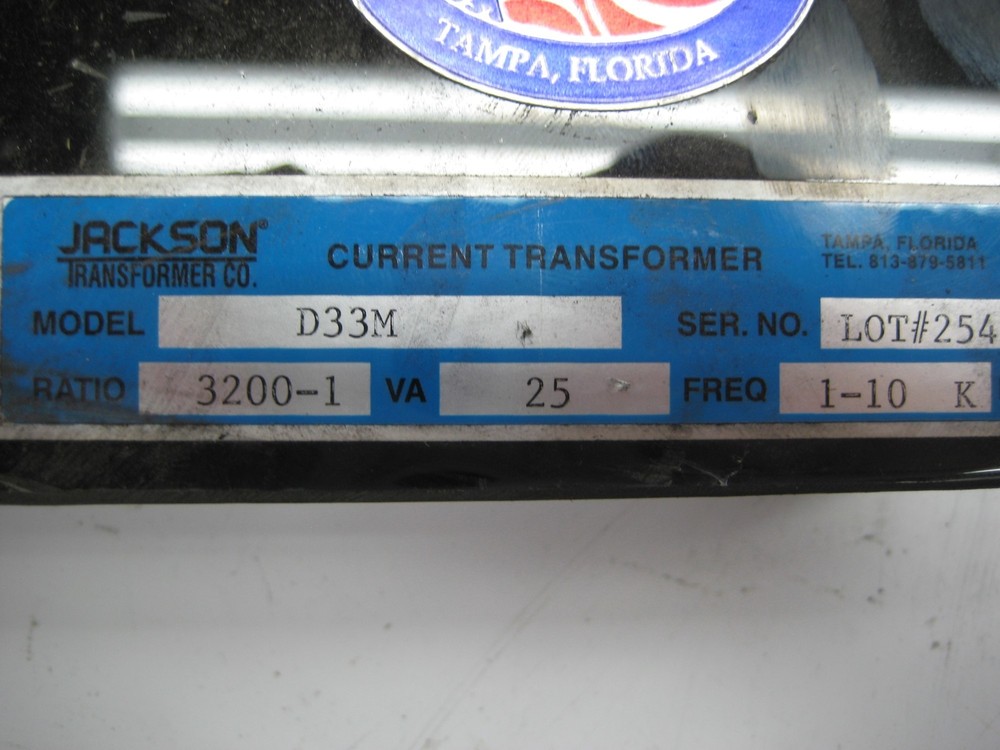 TAMPA, FLORIDA
JACKSON®
TRANSFORMER CO.
CURRENT TRANSFORMER
TAMPA, FLORIDA
TEL. 813-879-5811
MODEL D33M SER. NO. LOT#254
RATIO 3200-1 VA 25 FREQ 1-10 K